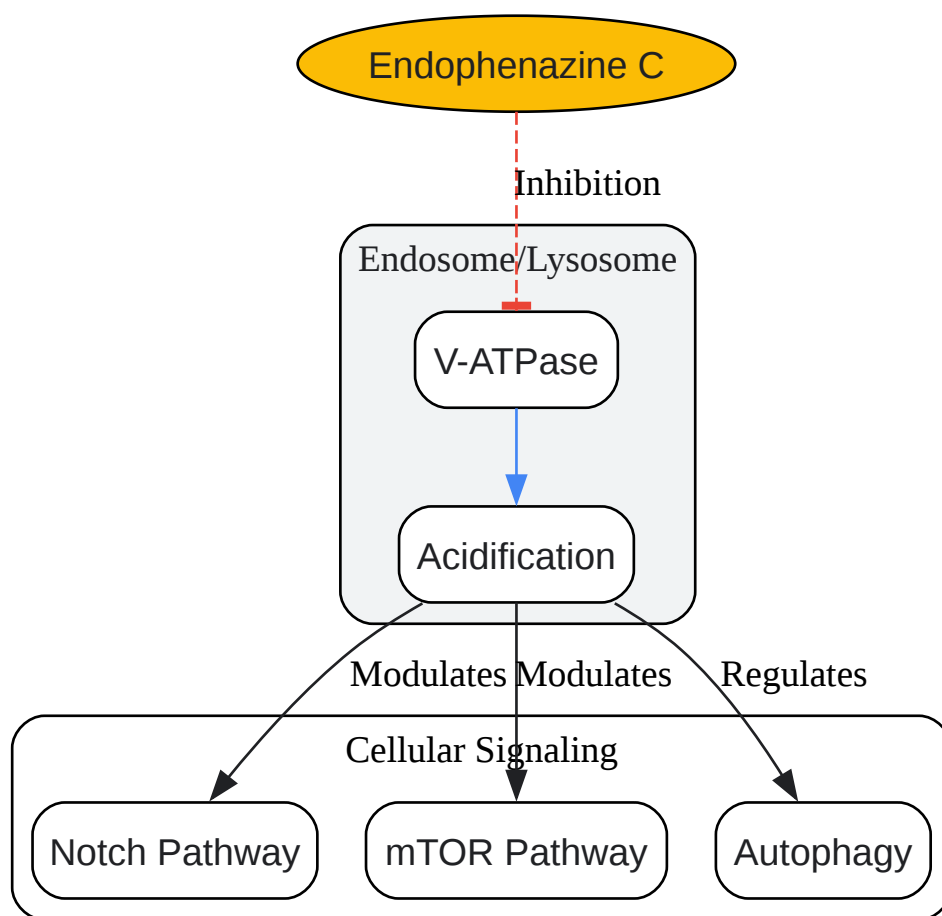 Endophenazine C
Inhibition
Endosome/Lysosome
V-ATPase
Acidification
Modulates
Modulates
Regulates
Cellular Signaling
Notch Pathway
mTOR Pathway
Autophagy